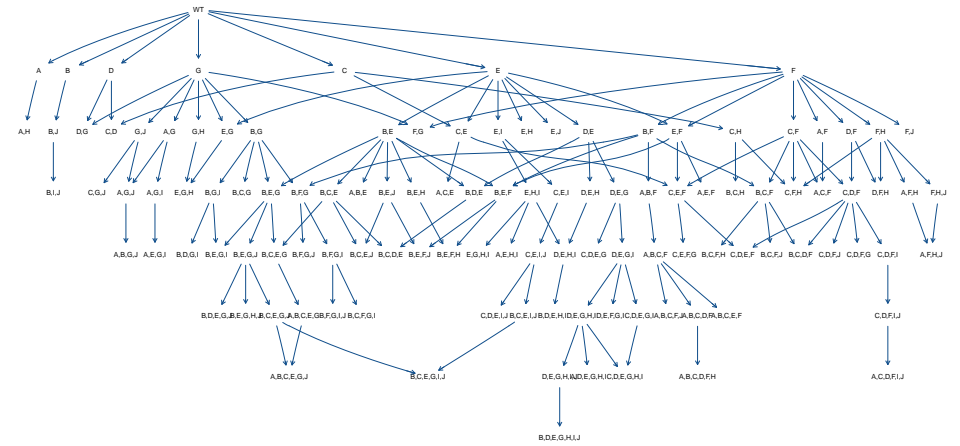 WT
A B D G C E F
A,H B,J D,G C,D G,J A,G G,H E,G B,G B,E F,G C,E E,I E,H E,J D,E B,F E,F C,H C,F A,F D,F F,H F,J
B,I,J C,G,J A,G,J A,G,I E,G,H B,G,I B,C,G B,E,G B,F,G B,C,E A,B,E B,E,J B,E,H A,C,E B,D,E B,E,F E,H,I C,E,I D,E,H D,E,G A,B,F C,E,F A,E,F B,C,H B,C,F C,F,H A,C,F C,D,F D,F,H A,F,H F,H,J
A,B,G,J A,E,G,I B,D,G,I B,E,G,I B,E,G,J B,C,E,G B,F,G,J B,F,G,I B,C,E,J B,C,D,E B,E,F,J B,E,F,H E,G,H,I A,E,H,I C,E,I,J D,E,H,I C,D,E,G D,E,G,I A,B,C,F C,E,F,G B,C,F,H C,D,E,F B,C,F,J B,C,D,F C,D,F,J C,D,F,G C,D,F,I A,F,H,J
B,D,E,G,J B,E,G,H,J B,C,E,G,J A,B,C,E,G B,F,G,I,J B,C,F,G,I C,D,E,I,J B,C,E,I,J B,D,E,H,I D,E,G,H,I D,E,F,G,I C,D,E,G,I A,B,C,F,J A,B,C,D,F A,B,C,E,F C,D,F,I,J
A,B,C,E,G,J B,C,E,G,I,J D,E,G,H,I,J A,D,E,G,H,I C,D,E,G,H,I A,B,C,D,F,H A,C,D,F,I,J
B,D,E,G,H,I,J